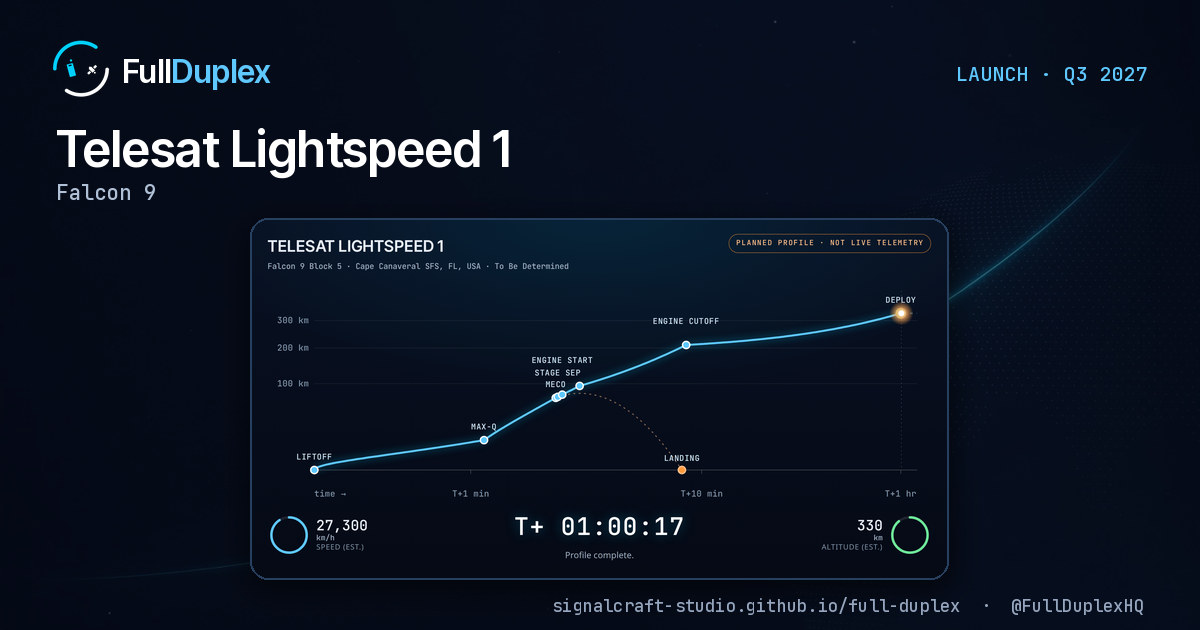 FullDuplex
LAUNCH · Q3 2027
Telesat Lightspeed 1
Falcon 9
TELESAT LIGHTSPEED 1
PLANNED PROFILE · NOT LIVE TELEMETRY
Falcon 9 Block 5 · Cape Canaveral SFS, FL, USA · To Be Determined
DEPLOY
300 km
ENGINE CUTOFF
200 km
ENGINE START
STAGE SEP
100 km
MECO
MAX-Q
LIFTOFF
LANDING
time →
T+1 min
T+10 min
T+1 hr
27,300
km/h
SPEED (EST.)
T+ 01:00:17
Profile complete.
330
km
ALTITUDE (EST.)
signalcraft-studio.github.io/full-duplex · @FullDuplexHQ